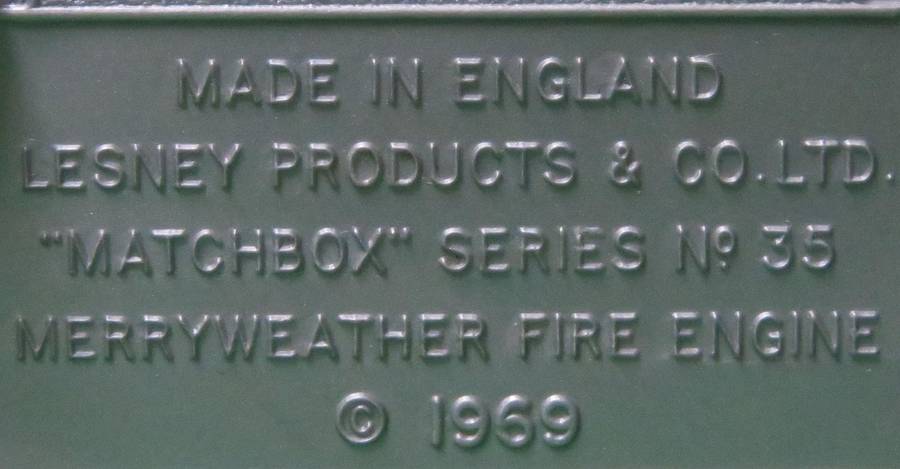 MADE IN ENGLAND
LESNEY PRODUCTS & CO. LTD.
"MATCHBOX" SERIES Nº 35
MERRYWEATHER FIRE ENGINE
© 1969